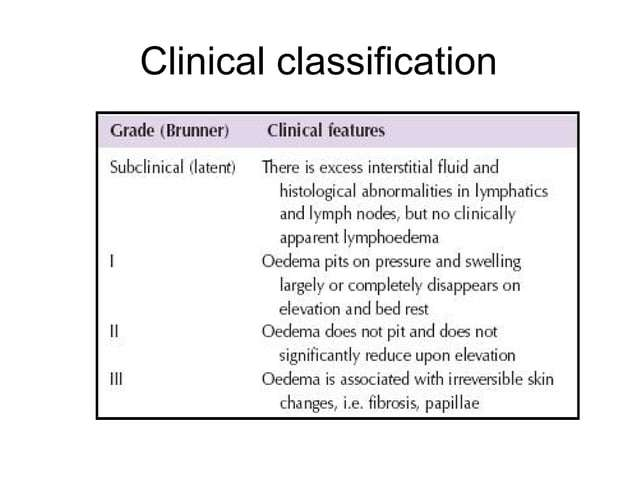 Clinical classification
Grade (Brunner) Clinical features
Subclinical (latent) There is excess interstitial fluid and
histological abnormalities in lymphatics
and lymph nodes, but no clinically
apparent lymphoedema
I Oedema pits on pressure and swelling
largely or completely disappears on
elevation and bed rest
II Oedema does not pit and does not
significantly reduce upon elevation
III Oedema is associated with irreversible skin
changes, i.e. fibrosis, papillae